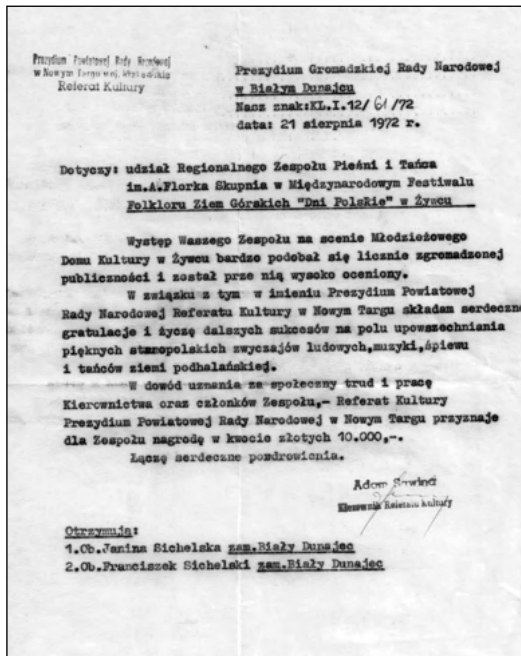 Prezydium Powiatowej Rady Narodowej
w Nowym Targu woj. krakowskie
Referat Kultury
Prezydium Gromadzkiej Rady Narodowej
w Białym Dunajcu
Nasz znak:KL.I.12/61/72
data: 21 sierpnia 1972 r.
Dotyczy: udział Regionalnego Zespołu Pieśni i Tańca
im.A.Florka Skupnia w Międzynarodowym Festiwalu
Folkloru Ziem Górskich "Dni Polskie" w Żywcu
Występ Waszego Zespołu na scenie Młodzieżowego
Domu Kultury w Żywcu bardzo podobał się licznie zgromadzonej
publiczności i został prze nią wysoko oceniony.
W związku z tym w imieniu Prezydium Powiatowej
Rady Narodowej Referatu Kultury w Nowym Targu składam serdeczne
gratulacje i życzę dalszych sukcesów na polu upowszechniania
pięknych staropolskich zwyczajów ludowych,muzyki,śpiewu
i tańców ziemi podhalańskiej.
W dowód uznania za społeczny trud i pracę
Kierownictwa oraz członków Zespołu,- Referat Kultury
Prezydium Powiatowej Rady Narodowej w Nowym Targu przyznaje
dla Zespołu nagrodę w kwocie złotych 10.000,-.
Łączę serdeczne pozdrowienia.
Adam
Kierownik Referatu kultury
Otrzymują:
1.Ob.Janina Sichelska zam.Biały Dunajec
2.Ob.Franciszek Sichelski zam.Biały Dunajec